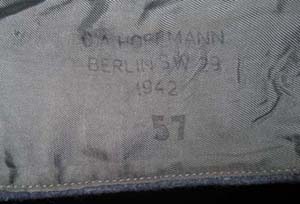 C.A. HOFFMANN
BERLIN S.W. 29
1942
57